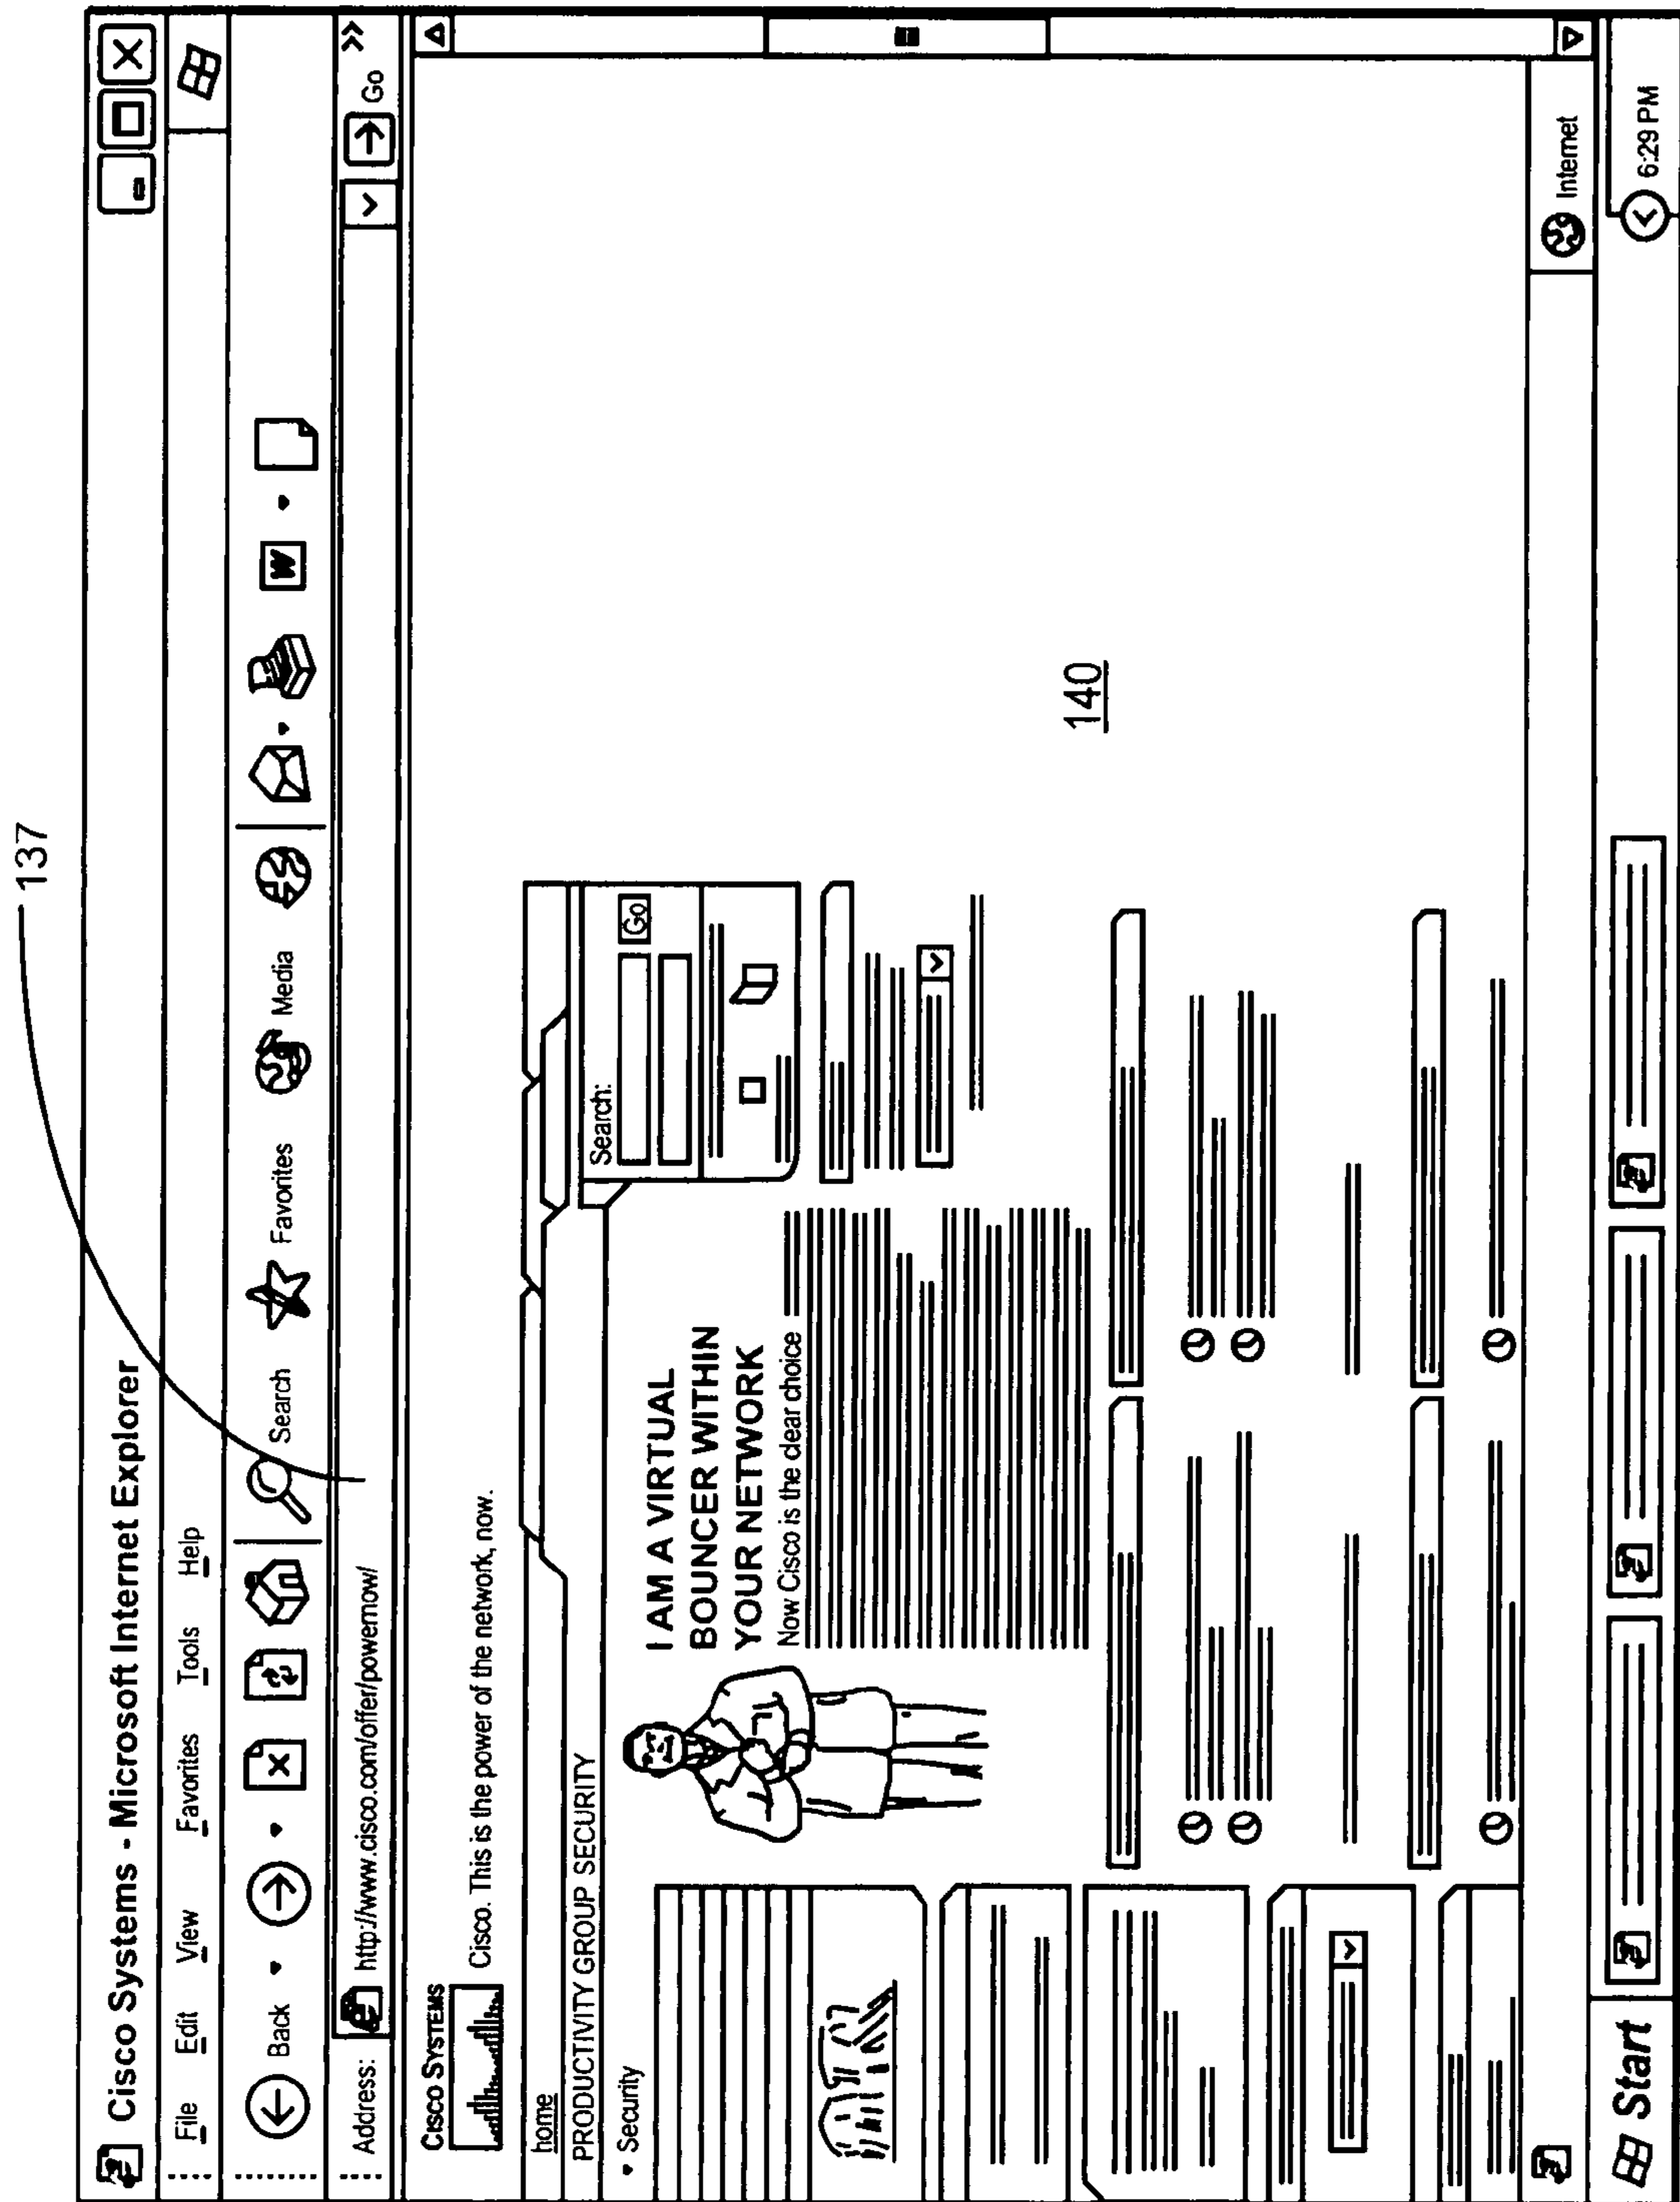 137
Cisco Systems - Microsoft Internet Explorer
File Edit View Favorites Tools Help
Back Search Favorites Media W
Address: http://www.cisco.com/offer/powernow/ Go »
CISCO SYSTEMS
Cisco. This is the power of the network, now.
home
PRODUCTIVITY GROUP SECURITY
Search:
Go
Security
I AM A VIRTUAL
BOUNCER WITHIN
YOUR NETWORK
Now Cisco is the clear choice
140
Internet
Start 6:29 PM